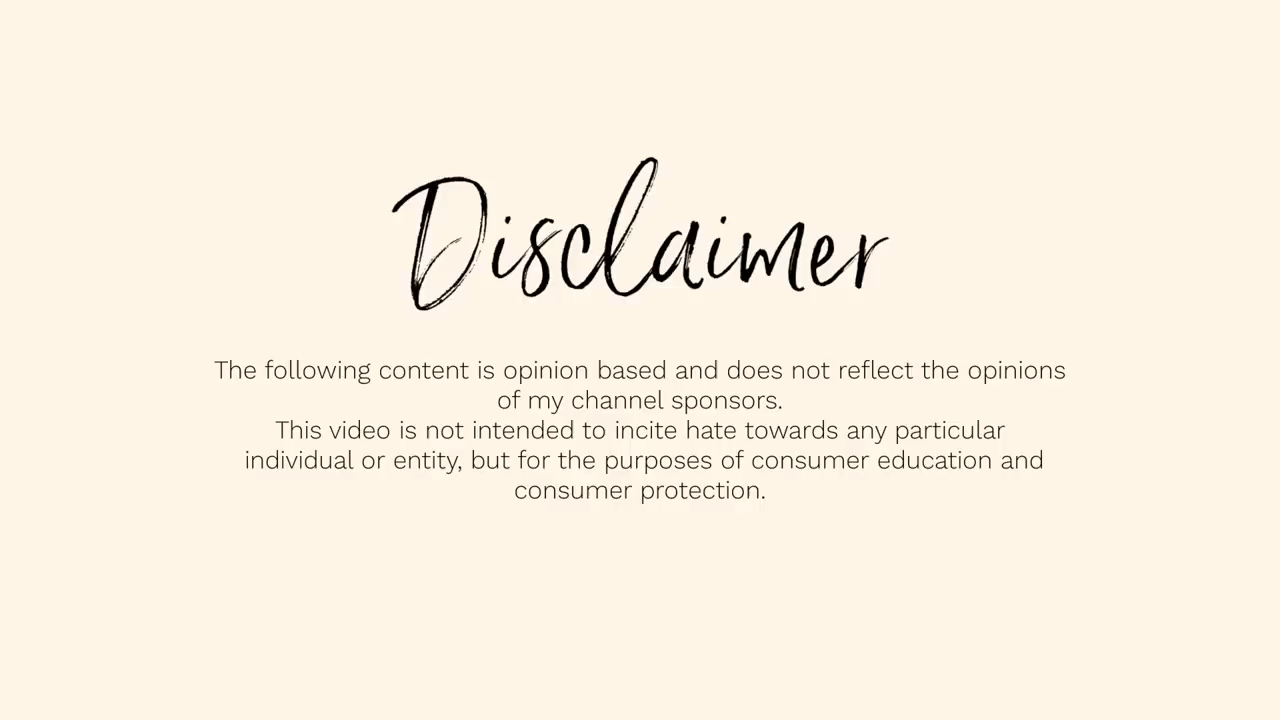 Disclaimer
The following content is opinion based and does not reflect the opinions
of my channel sponsors.
This video is not intended to incite hate towards any particular
individual or entity, but for the purposes of consumer education and
consumer protection.